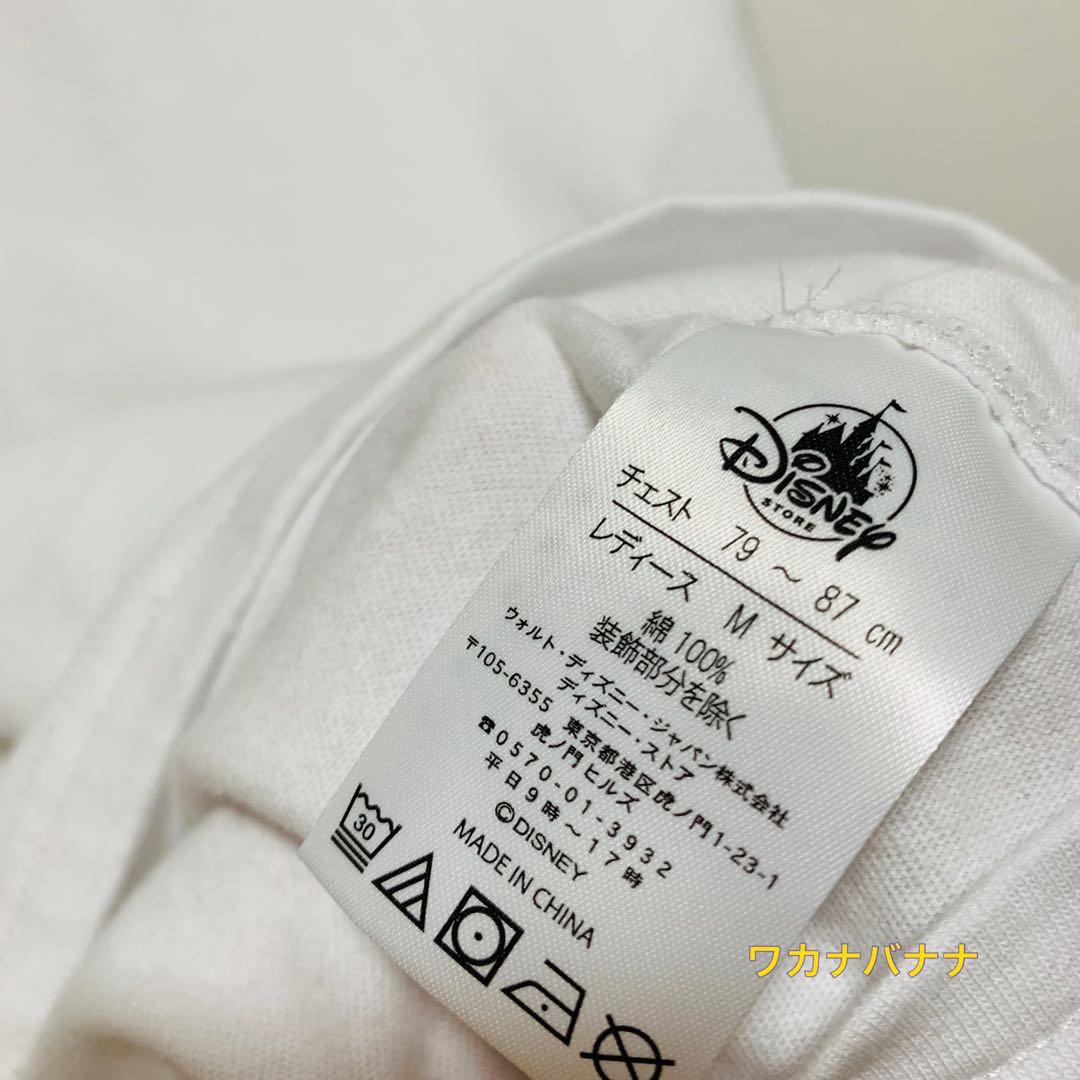 Disney
STORE
チェスト 79 ～ 87 cm
レディース M サイズ
綿 100%
装飾部分を除く
ウォルト・ディズニー・ジャパン株式会社
ディズニー・ストア
〒105-6355 東京都港区虎ノ門1-23-1
虎ノ門ヒルズ
☎0570-01-3932
平日9時～17時
©DISNEY
MADE IN CHINA
30
ワカナバナナ